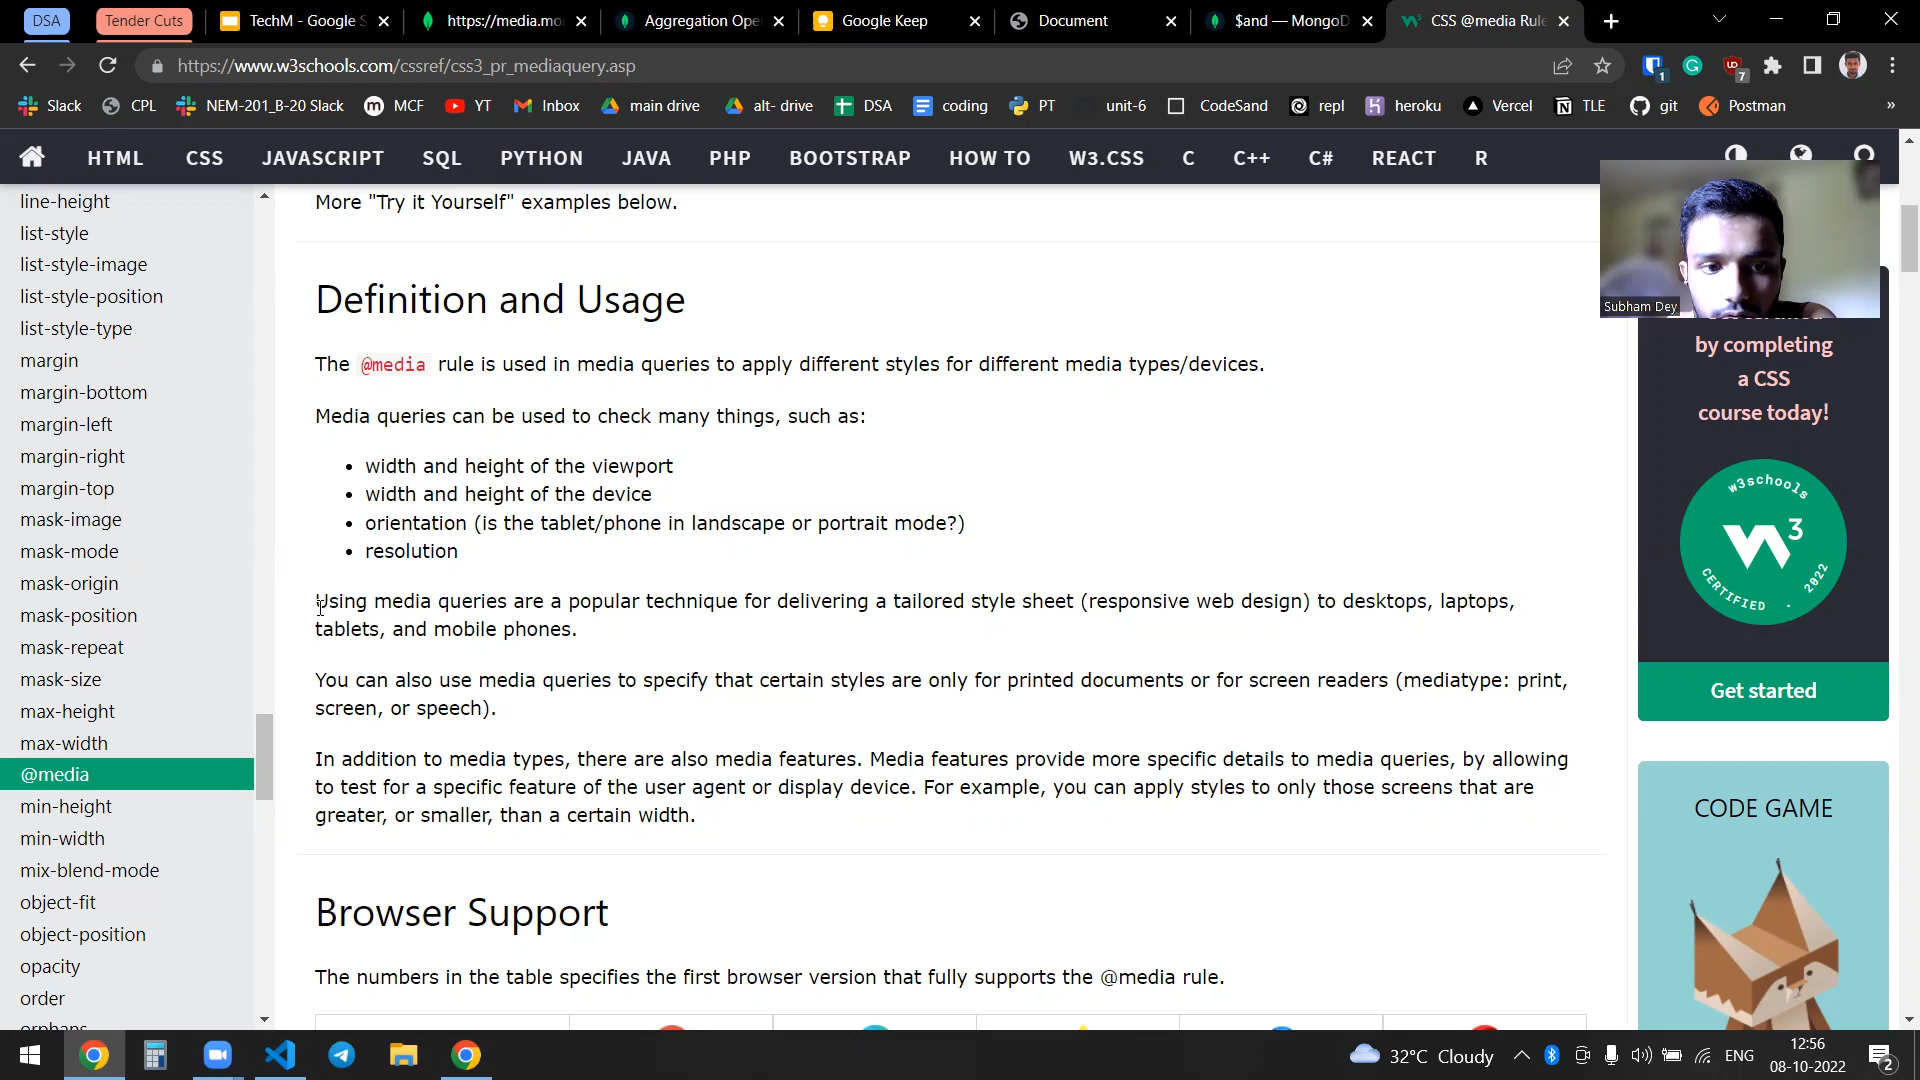 DSA
Tender Cuts
TechM - Google S
https://media.mo
Aggregation Ope
Google Keep
Document
$and — MongoD
CSS @media Rule
https://www.w3schools.com/cssref/css3_pr_mediaquery.asp
1
7
Slack
CPL
NEM-201_B-20 Slack
MCF
YT
Inbox
main drive
alt- drive
DSA
coding
PT
unit-6
CodeSand
repl
heroku
Vercel
TLE
git
Postman
»
HTML
CSS
JAVASCRIPT
SQL
PYTHON
JAVA
PHP
BOOTSTRAP
HOW TO
W3.CSS
C
C++
C#
REACT
R
line-height
list-style
list-style-image
list-style-position
list-style-type
margin
margin-bottom
margin-left
margin-right
margin-top
mask-image
mask-mode
mask-origin
mask-position
mask-repeat
mask-size
max-height
max-width
@media
min-height
min-width
mix-blend-mode
object-fit
object-position
opacity
order
orphans
More "Try it Yourself" examples below.
Definition and Usage
The @media rule is used in media queries to apply different styles for different media types/devices.
Media queries can be used to check many things, such as:
• width and height of the viewport
• width and height of the device
• orientation (is the tablet/phone in landscape or portrait mode?)
• resolution
Using media queries are a popular technique for delivering a tailored style sheet (responsive web design) to desktops, laptops,
tablets, and mobile phones.
You can also use media queries to specify that certain styles are only for printed documents or for screen readers (mediatype: print,
screen, or speech).
In addition to media types, there are also media features. Media features provide more specific details to media queries, by allowing
to test for a specific feature of the user agent or display device. For example, you can apply styles to only those screens that are
greater, or smaller, than a certain width.
Browser Support
The numbers in the table specifies the first browser version that fully supports the @media rule.
Subham Dey
by completing
a CSS
course today!
w3schools
3
CERTIFIED . 2022
Get started
CODE GAME
32°C Cloudy
ENG
12:56
08-10-2022
2